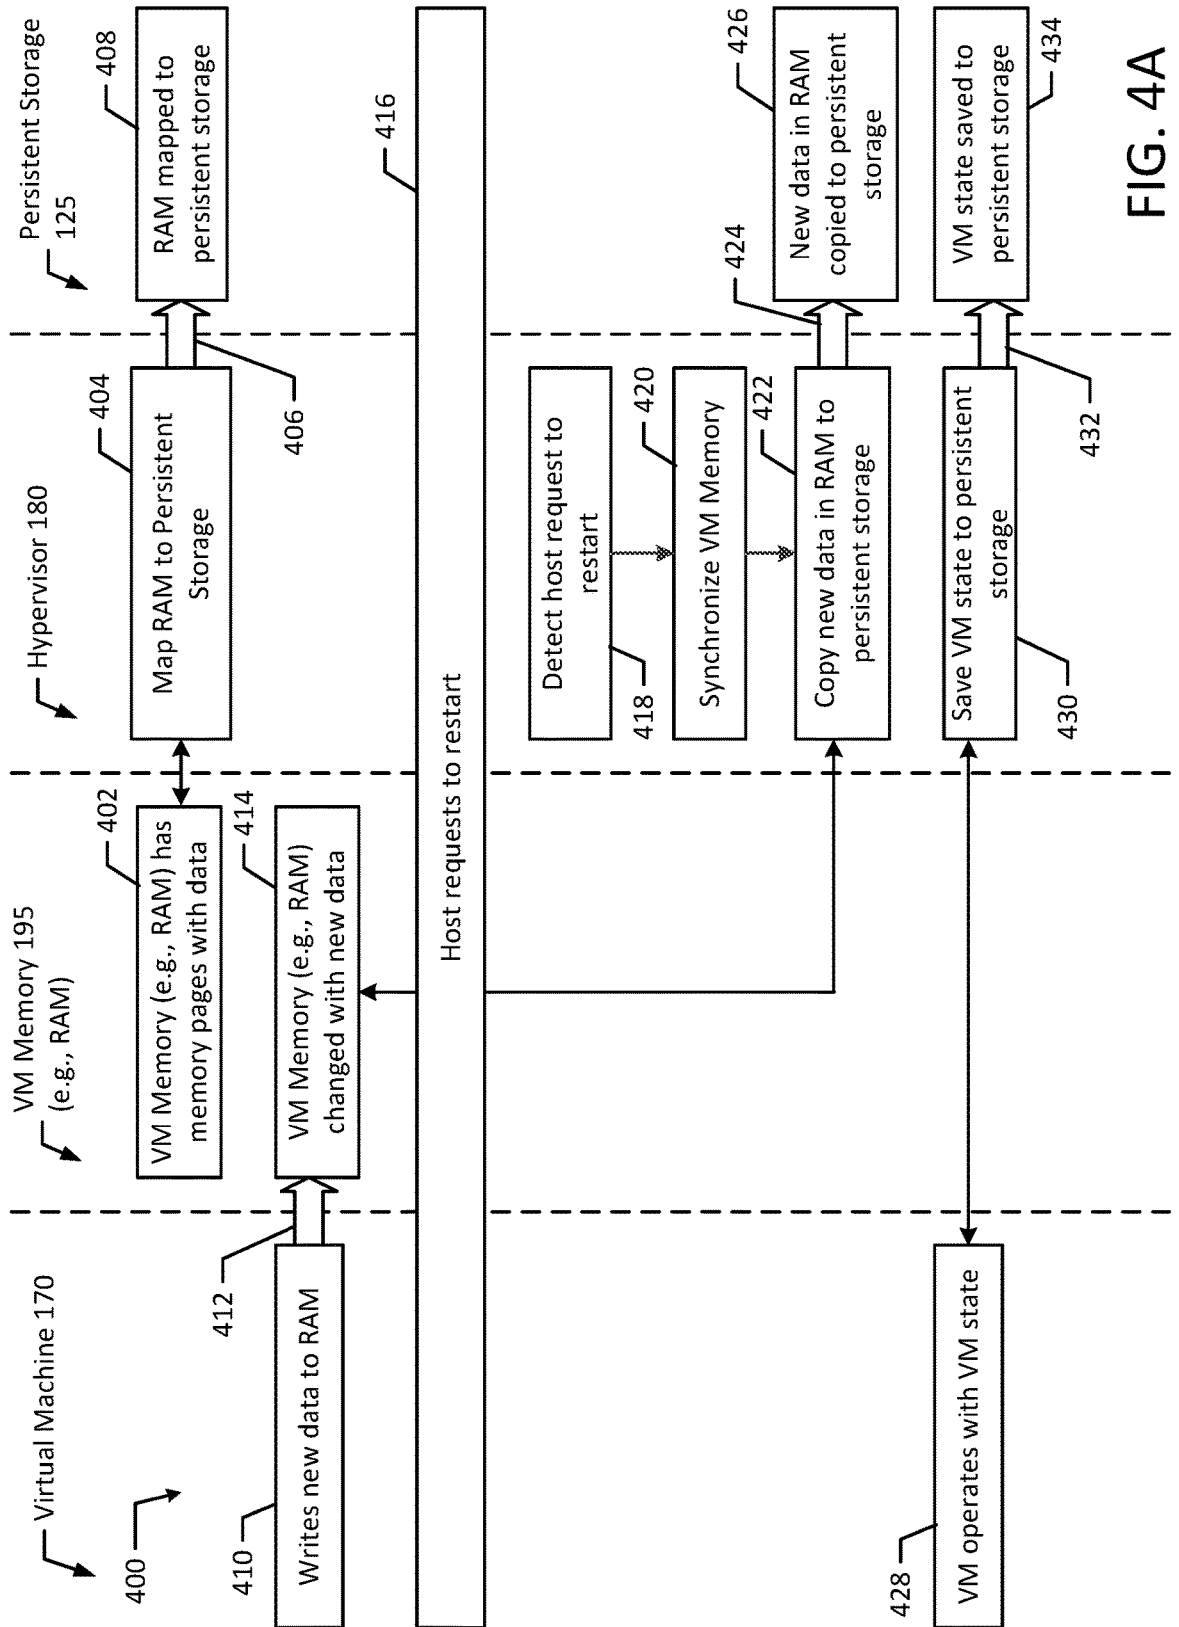 Virtual Machine 170
VM Memory 195
(e.g., RAM)
Hypervisor 180
Persistent Storage
125
400
402
VM Memory (e.g., RAM) has
memory pages with data
404
Map RAM to Persistent
Storage
406
408
RAM mapped to
persistent storage
410
Writes new data to RAM
412
414
VM Memory (e.g., RAM)
changed with new data
416
Host requests to restart
Detect host request to
restart
418
420
Synchronize VM Memory
422
Copy new data in RAM to
persistent storage
424
426
New data in RAM
copied to persistent
storage
428
VM operates with VM state
Save VM state to persistent
storage
430
432
VM state saved to
persistent storage
434
FIG. 4A